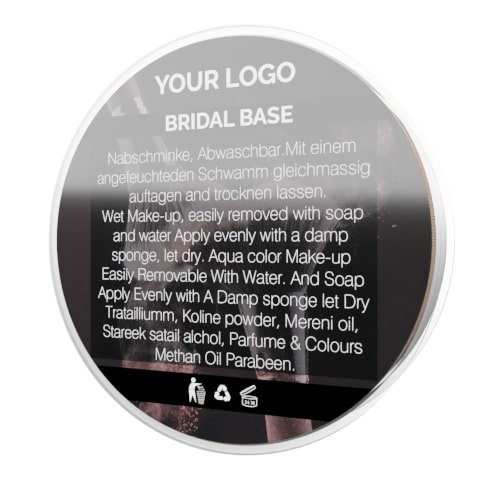 YOUR LOGO
BRIDAL BASE
Nabschminke, Abwaschbar.Mit einem
angefeuchteden Schwamm gleichmassig
auftagen and trocknen lassen.
Wet Make-up, easily removed with soap
and water Apply evenly with a damp
sponge, let dry. Aqua color Make-up
Easily Removable With Water. And Soap
Apply Evenly with A Damp sponge let Dry
Tratailliumm, Koline powder, Mereni oil,
Stareek satail alchol, Parfume & Colours
Methan Oil Parabeen.
24 M